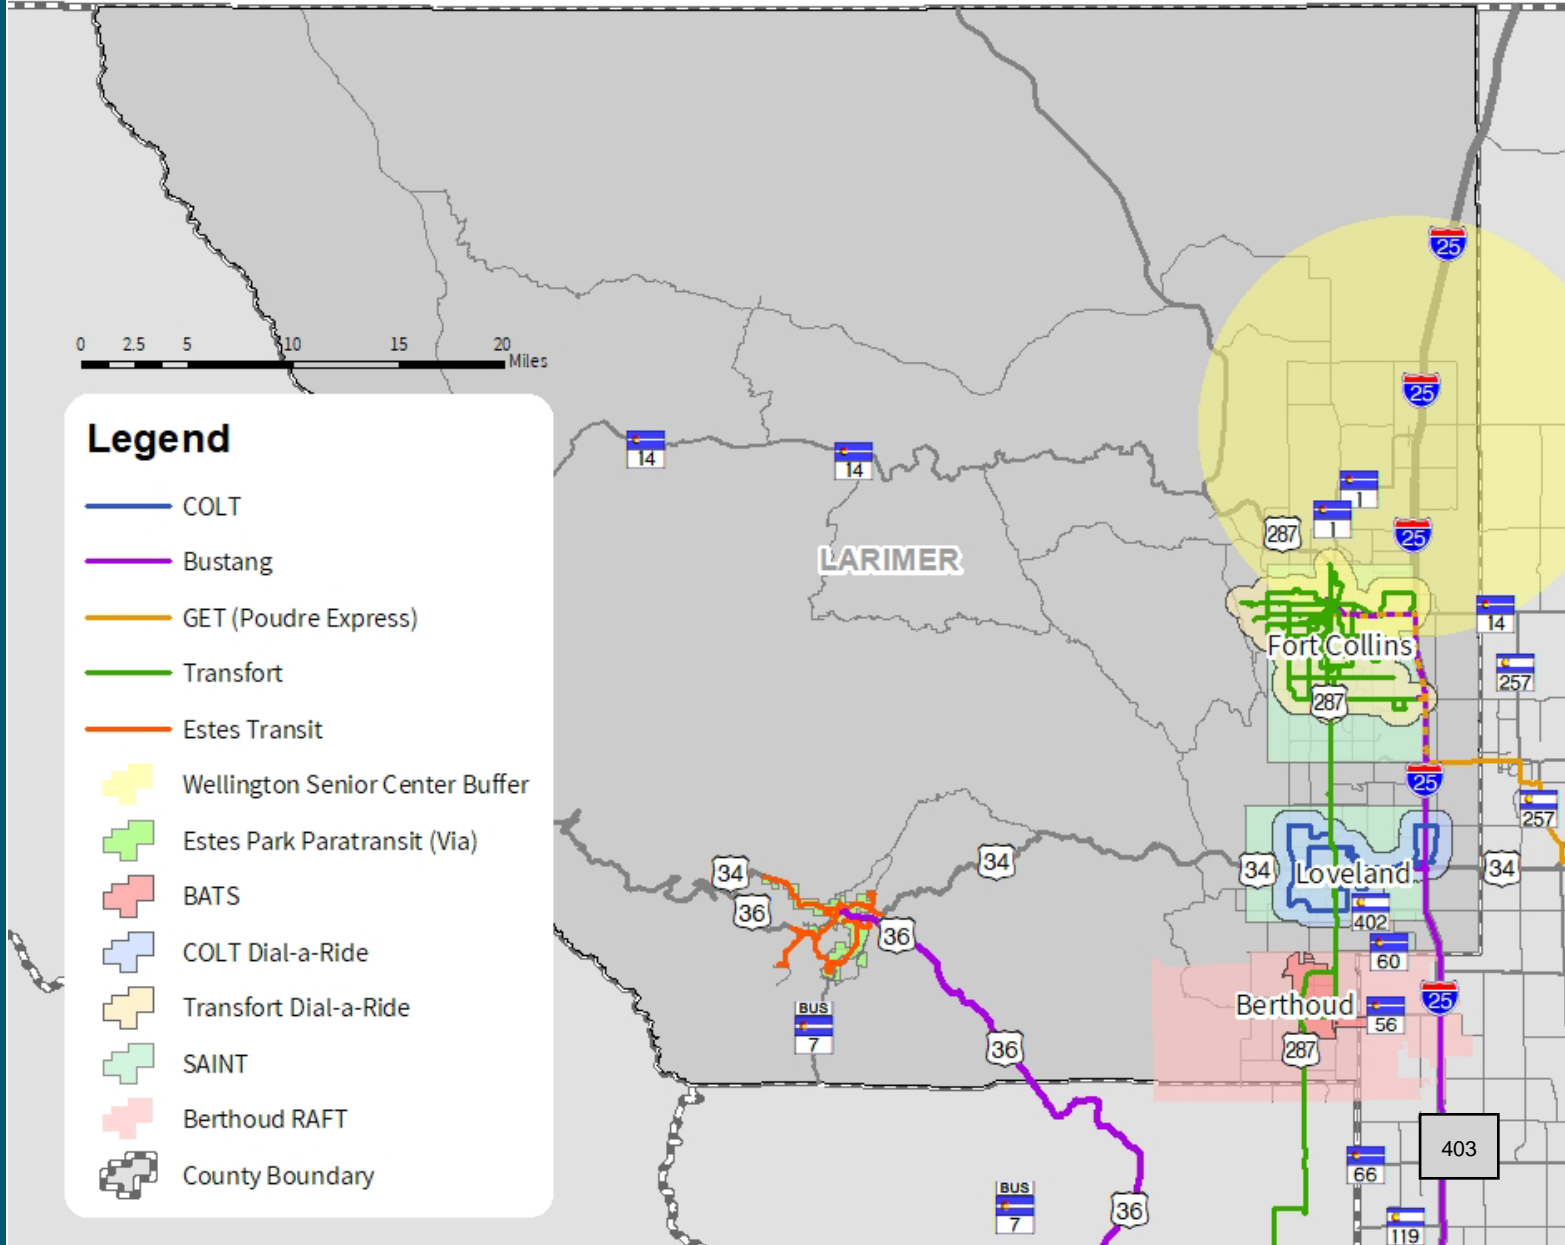 25
0 2.5 5 10 15 20
Miles
25
Legend
14
14
COLT
1
1
287
25
Bustang
LARIMER
GET (Poudre Express)
14
Fort Collins
257
Transfort
287
Estes Transit
Wellington Senior Center Buffer
25
257
Estes Park Paratransit (Via)
34
34
34
Loveland
34
BATS
36
402
36
COLT Dial-a-Ride
60
25
Transfort Dial-a-Ride
Berthoud
56
BUS
7
36
287
SAINT
Berthoud RAFT
403
66
County Boundary
BUS
7
36
119